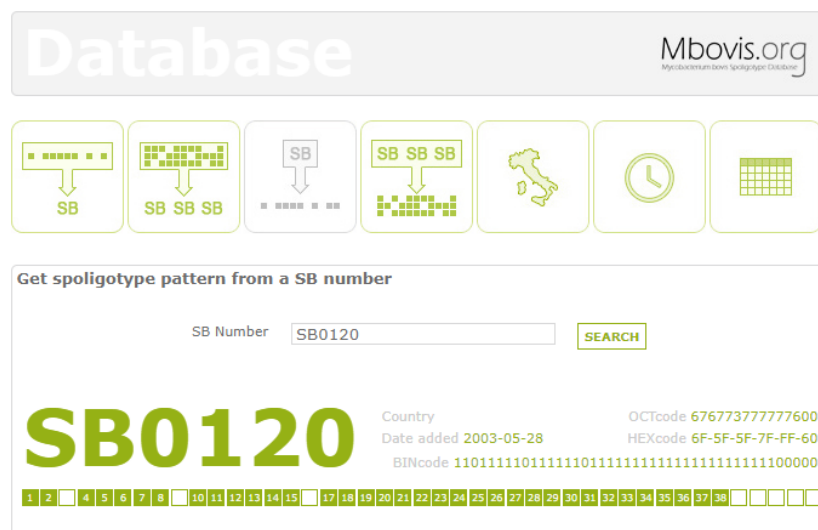 Database
Mbovis.org
Mycobacterium bovis Spoligotype Database
SB
SB SB SB
SB
SB SB SB
Get spoligotype pattern from a SB number
SB Number SB0120 SEARCH
SB0120
Country
OCTcode 676773777777600
Date added 2003-05-28
HEXcode 6F-5F-5F-7F-FF-60
BINcode 1101111101111110111111111111111111111100000
1 2 4 5 6 7 8 10 11 12 13 14 15 17 18 19 20 21 22 23 24 25 26 27 28 29 30 31 32 33 34 35 36 37 38